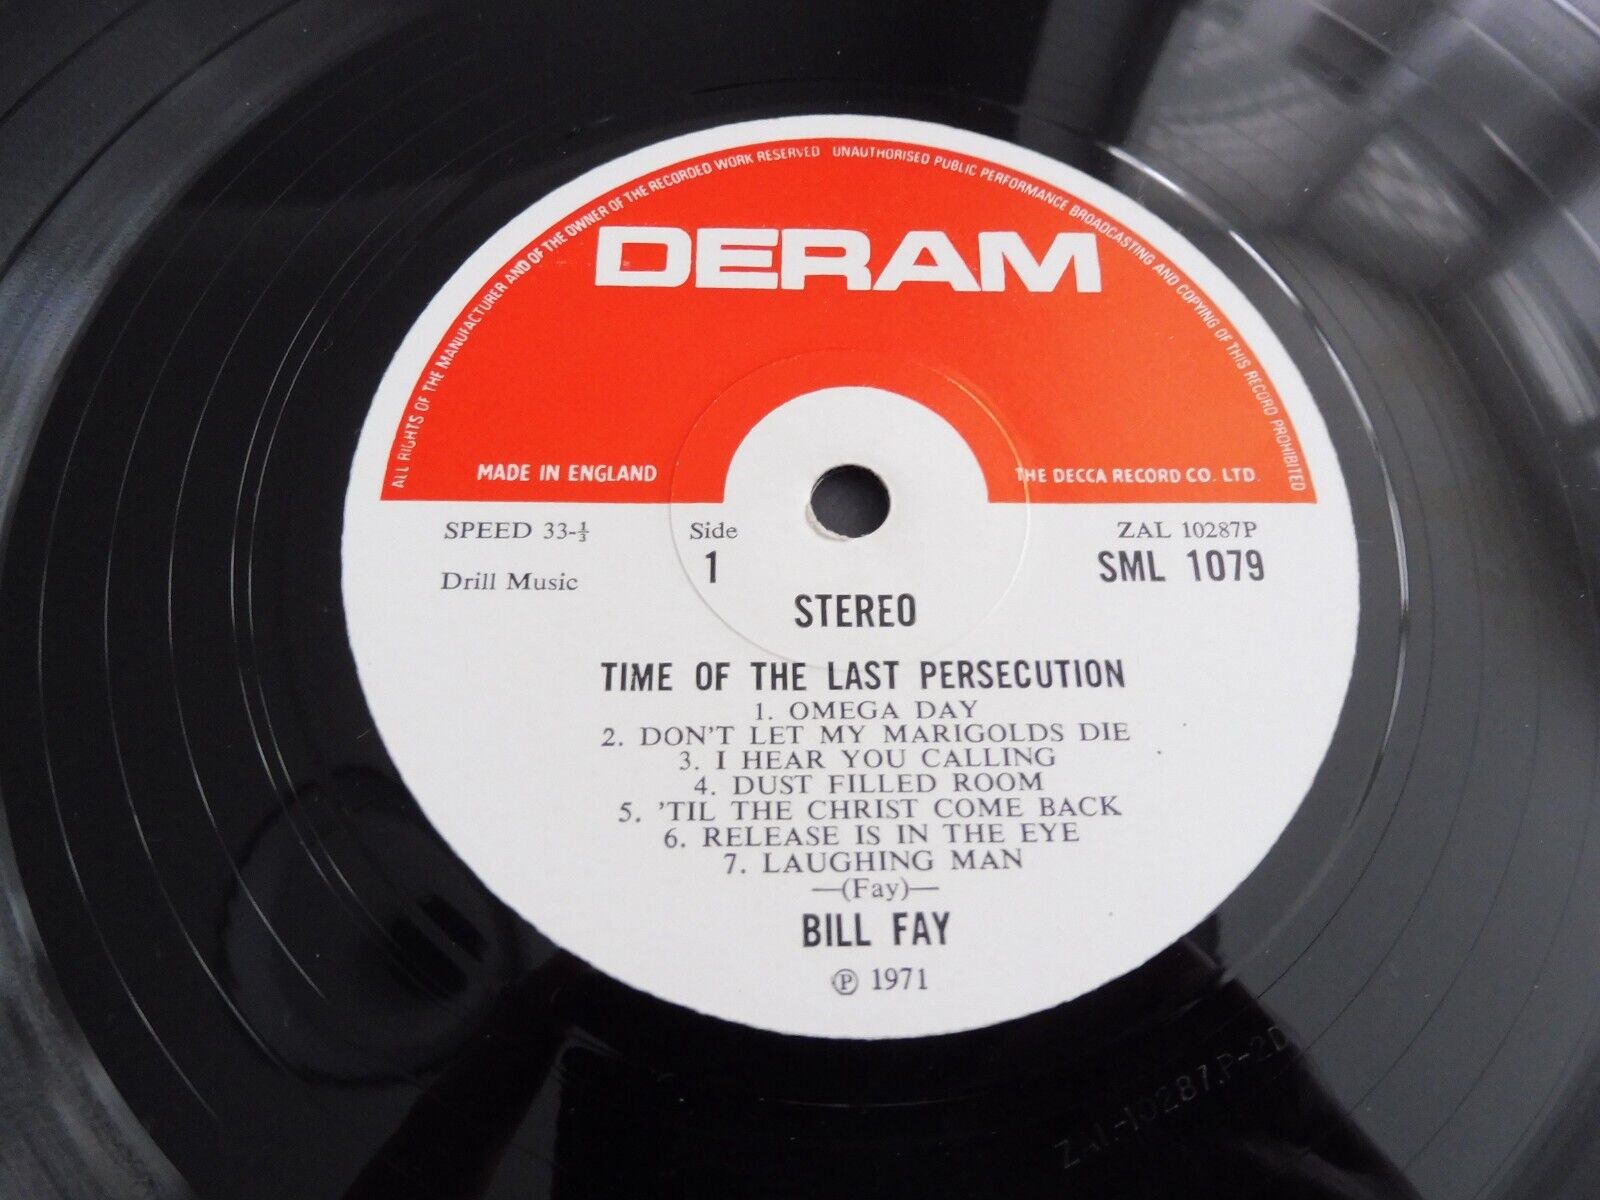 ALL RIGHTS OF THE MANUFACTURER AND OF THE OWNER OF THE RECORDED WORK RESERVED UNAUTHORISED PUBLIC PERFORMANCE BROADCASTING AND COPYING OF THIS RECORD PROHIBITED
DERAM
MADE IN ENGLAND THE DECCA RECORD CO. LTD.
SPEED 33-⅓ Side ZAL 10287P
Drill Music 1 SML 1079
STEREO
TIME OF THE LAST PERSECUTION
1. OMEGA DAY
2. DON'T LET MY MARIGOLDS DIE
3. I HEAR YOU CALLING
4. DUST FILLED ROOM
5. 'TIL THE CHRIST COME BACK
6. RELEASE IS IN THE EYE
7. LAUGHING MAN
—(Fay)—
BILL FAY
℗ 1971
ZAL-10287.P-2D